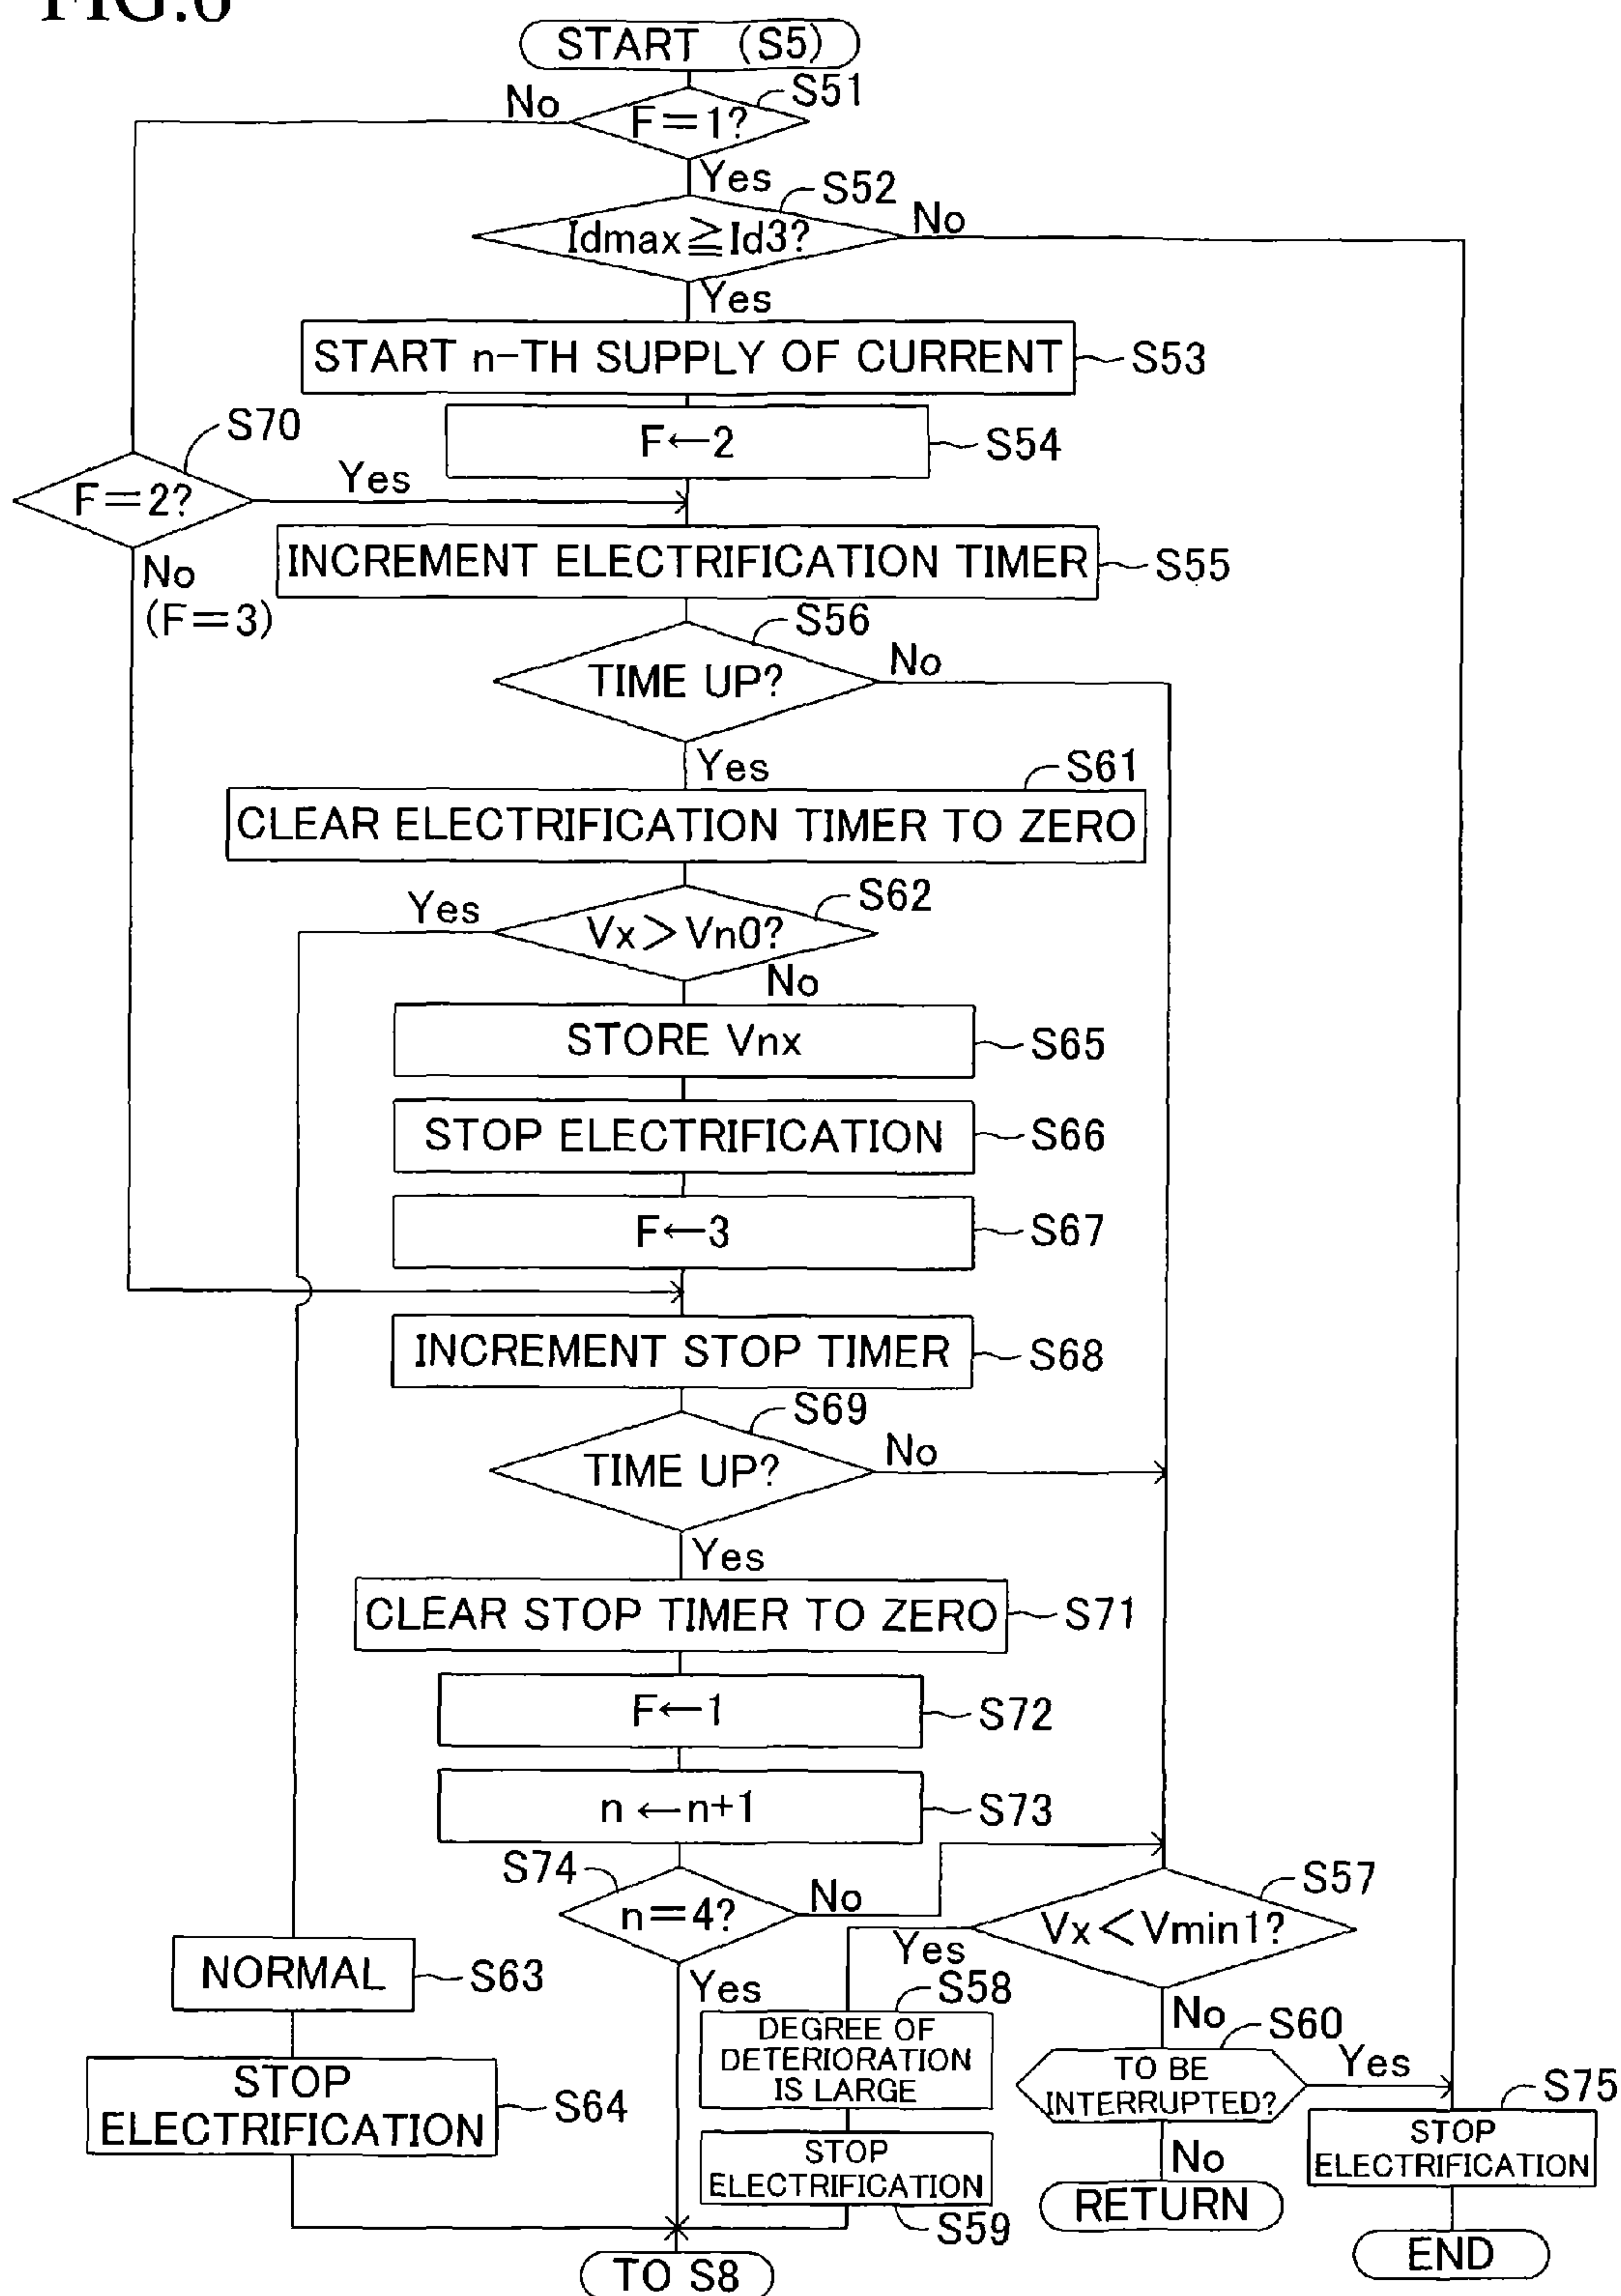 FIG.6
START (S5)
S51
No
F=1?
Yes
S52
Idmax≧Id3?
No
Yes
START n-TH SUPPLY OF CURRENT
S53
F←2
S54
S70
F=2?
Yes
No
(F=3)
INCREMENT ELECTRIFICATION TIMER
S55
S56
TIME UP?
No
Yes
S61
CLEAR ELECTRIFICATION TIMER TO ZERO
S62
Yes
Vx>Vn0?
No
STORE Vnx
S65
STOP ELECTRIFICATION
S66
F←3
S67
INCREMENT STOP TIMER
S68
S69
TIME UP?
No
Yes
CLEAR STOP TIMER TO ZERO
S71
F←1
S72
n←n+1
S73
S74
n=4?
No
Yes
S57
Vx<Vmin1?
Yes
No
NORMAL
S63
STOP
ELECTRIFICATION
S64
S58
DEGREE OF
DETERIORATION
IS LARGE
STOP
ELECTRIFICATION
S59
S60
TO BE
INTERRUPTED?
Yes
No
RETURN
S75
STOP
ELECTRIFICATION
END
TO S8